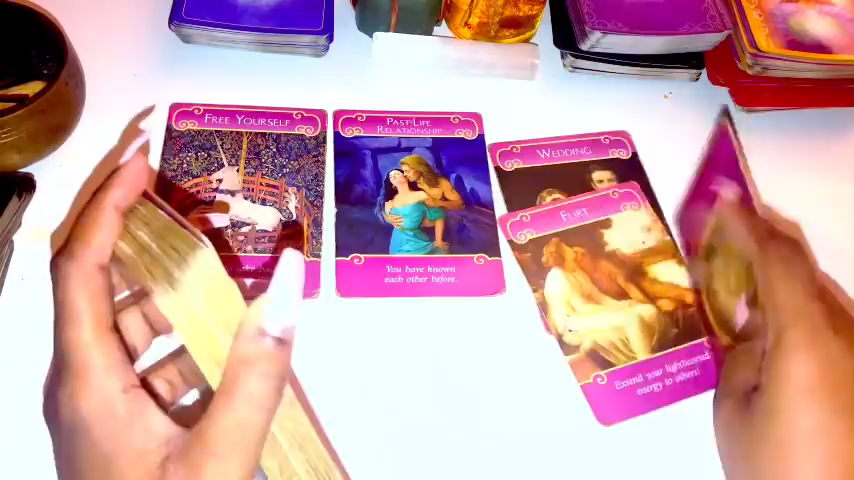 FREE YOURSELF
PAST-LIFE
RELATIONSHIP
You have known
each other before.
WEDDING
FLIRT
Extend your lighthearted
energy to others!